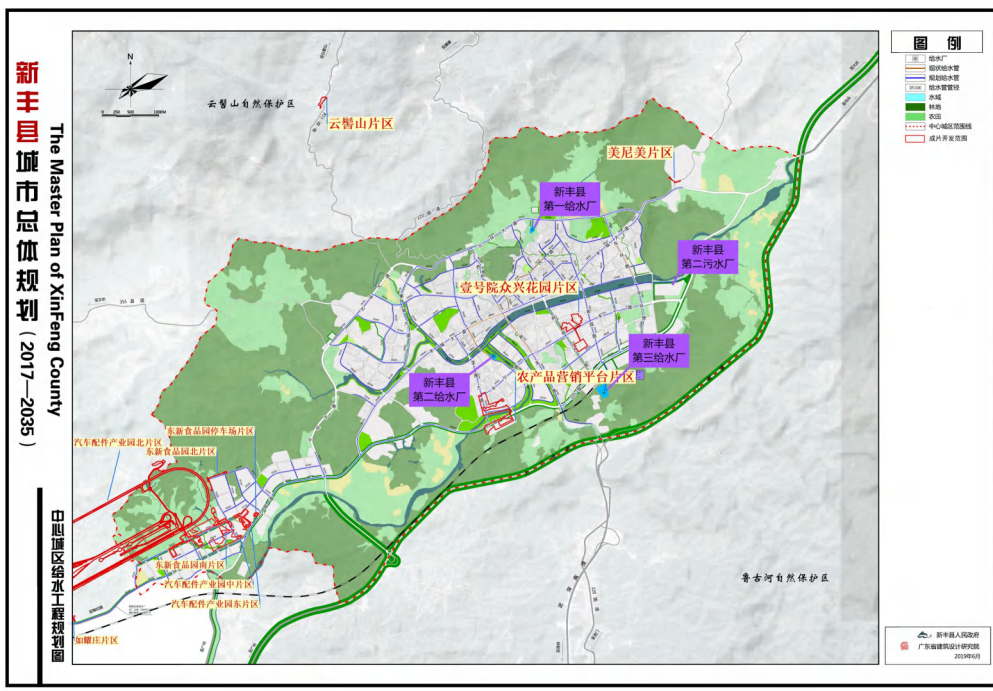 新丰县城市总体规划（2017—2035）
The Master Plan of XinFeng County
中心城区给水工程规划图
N
0 250 500 1000M
云髻山自然保护区
云髻山片区
美尼美片区
新丰县
第一给水厂
新丰县
第二污水厂
壹号院众兴花园片区
新丰县
第三给水厂
新丰县
第二给水厂
农产品营销平台片区
东新食品园停车场片区
汽车配件产业园北片区
东新食品园北片区
东新食品园南片区
汽车配件产业园中片区
汽车配件产业园东片区
如耀庄片区
鲁古河自然保护区
图 例
给水厂
现状给水管
规划给水管
给水管管径
水域
林地
农田
中心城区范围线
成片开发范围
新丰县人民政府
广东省建筑设计研究院
2019年6月